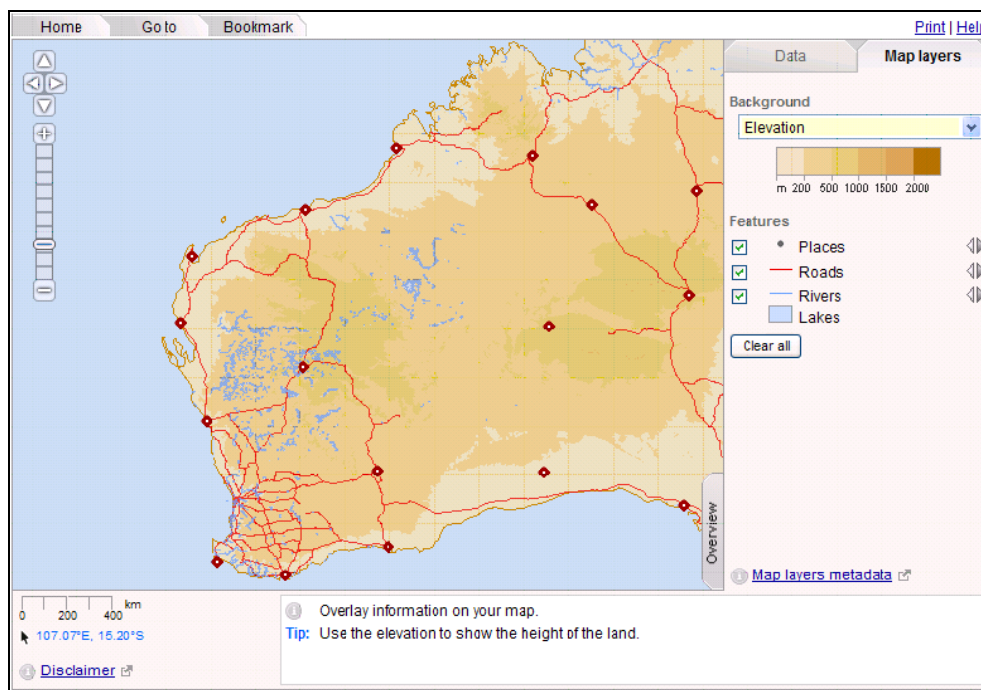 Home Go to Bookmark Print | Help
Data Map layers
Background
Elevation
m 200 500 1000 1500 2000
Features
Places
Roads
Rivers
Lakes
Clear all
Overview
Map layers metadata
0 200 400 km
107.07°E, 15.20°S
Disclaimer
Overlay information on your map.
Tip: Use the elevation to show the height of the land.